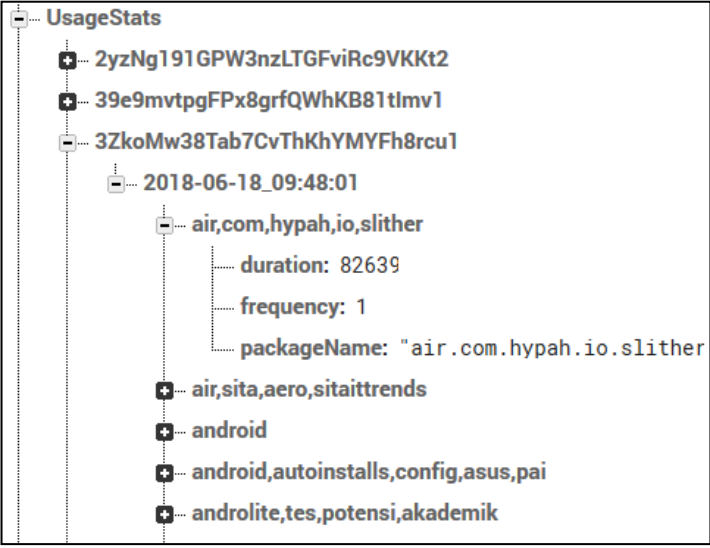 UsageStats
2yzNg191GPW3nzLTGFviRc9VKKt2
39e9mvtpgFPx8grfQWhKB81tImv1
3ZkoMw38Tab7CvThKhYMYFh8rcu1
2018-06-18_09:48:01
air,com,hypah,io,slither
duration: 82639
frequency: 1
packageName: "air.com.hypah.io.slither
air,sita,aero,sitaittrends
android
android,autoinstalls,config,asus,pai
androlite,tes,potensi,akademik